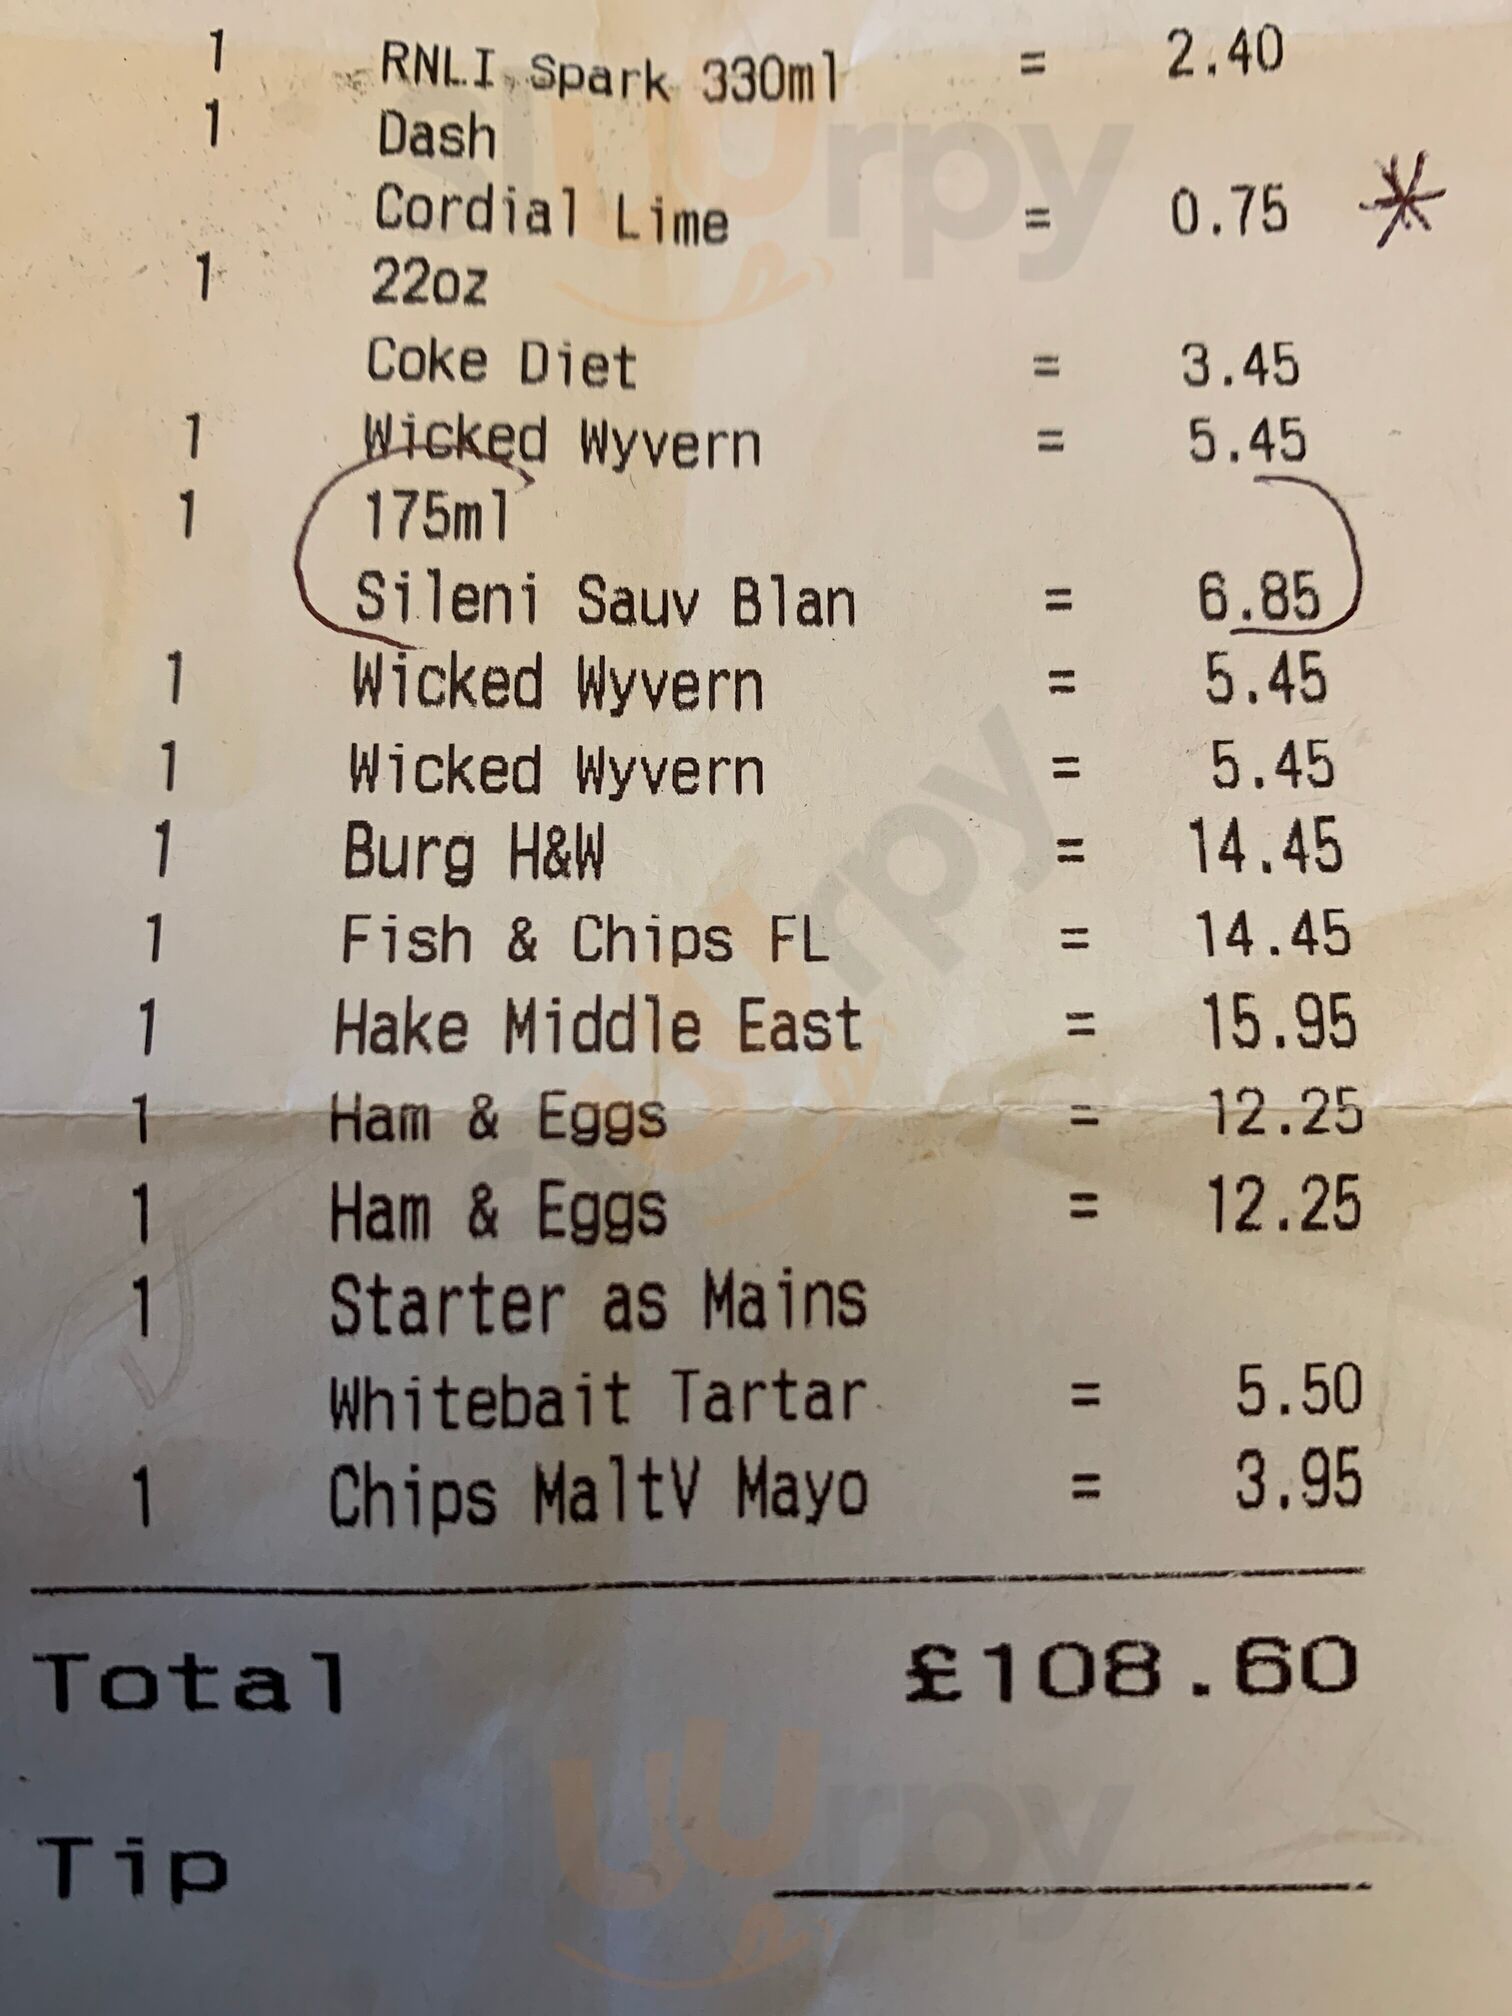 1 RNLI Spark 330ml = 2.40
1 Dash
Cordial Lime = 0.75 *
1 22oz
Coke Diet = 3.45
1 Wicked Wyvern = 5.45
1 175ml
Sileni Sauv Blan = 6.85
1 Wicked Wyvern = 5.45
1 Wicked Wyvern = 5.45
1 Burg H&W = 14.45
1 Fish & Chips FL = 14.45
1 Hake Middle East = 15.95
1 Ham & Eggs = 12.25
1 Ham & Eggs = 12.25
1 Starter as Mains
Whitebait Tartar = 5.50
1 Chips MaltV Mayo = 3.95
Total £108.60
Tip